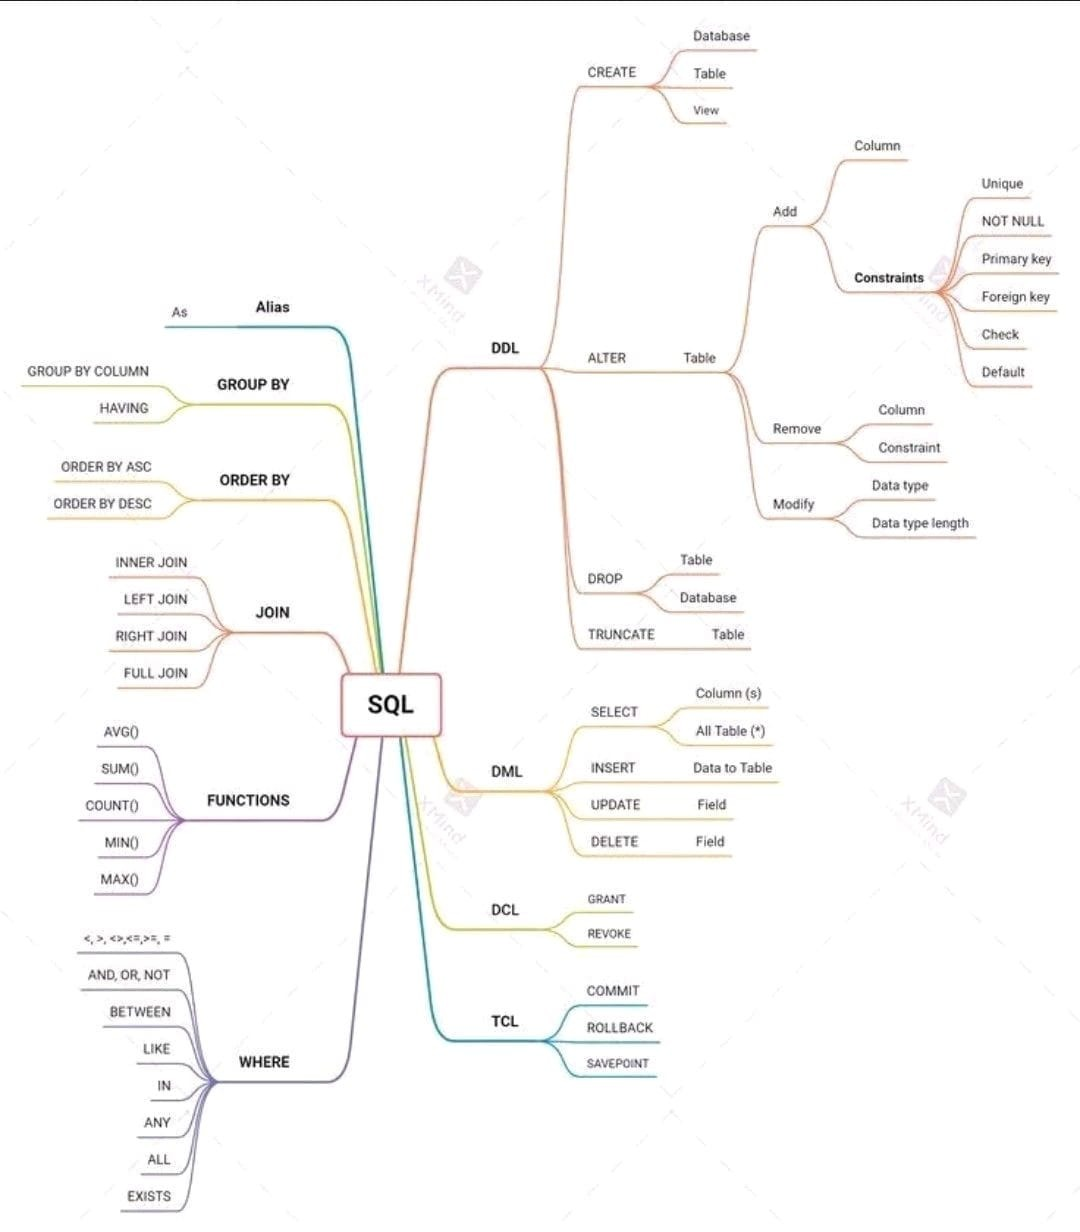 SQL
DDL
CREATE
Database
Table
View
ALTER
Table
Add
Column
Constraints
Unique
NOT NULL
Primary key
Foreign key
Check
Default
Remove
Column
Constraint
Modify
Data type
Data type length
DROP
Table
Database
TRUNCATE
Table
DML
SELECT
Column (s)
All Table (*)
INSERT
Data to Table
UPDATE
Field
DELETE
Field
DCL
GRANT
REVOKE
TCL
COMMIT
ROLLBACK
SAVEPOINT
Alias
As
GROUP BY
GROUP BY COLUMN
HAVING
ORDER BY
ORDER BY ASC
ORDER BY DESC
JOIN
INNER JOIN
LEFT JOIN
RIGHT JOIN
FULL JOIN
FUNCTIONS
AVG()
SUM()
COUNT()
MIN()
MAX()
WHERE
<, >, <>,<=,>=, =
AND, OR, NOT
BETWEEN
LIKE
IN
ANY
ALL
EXISTS
XMind
XMind
XMind